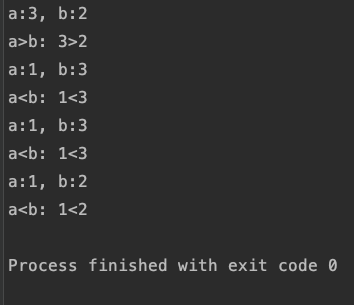 a:3, b:2
a>b: 3>2
a:1, b:3
a<b: 1<3
a:1, b:3
a<b: 1<3
a:1, b:2
a<b: 1<2
Process finished with exit code 0